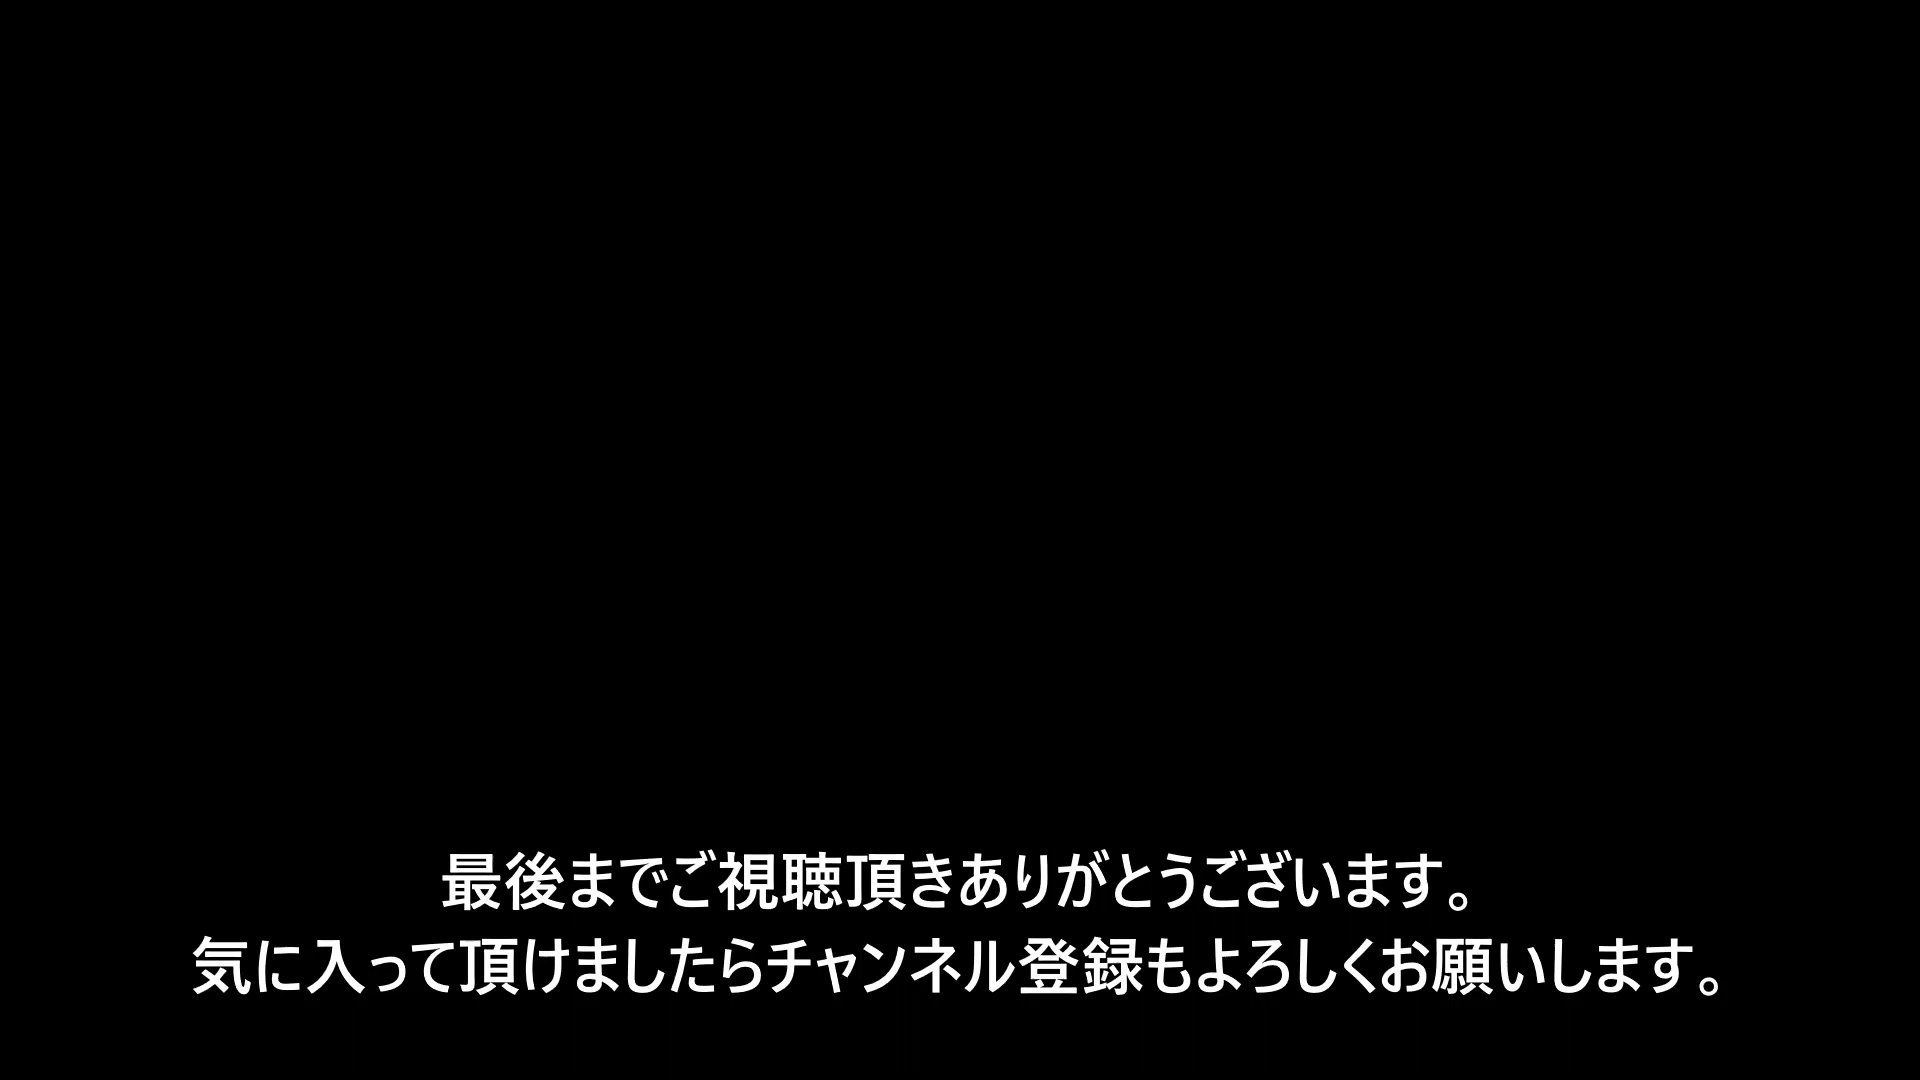 最後までご視聴頂きありがとうございます。
気に入って頂けましたらチャンネル登録もよろしくお願いします。